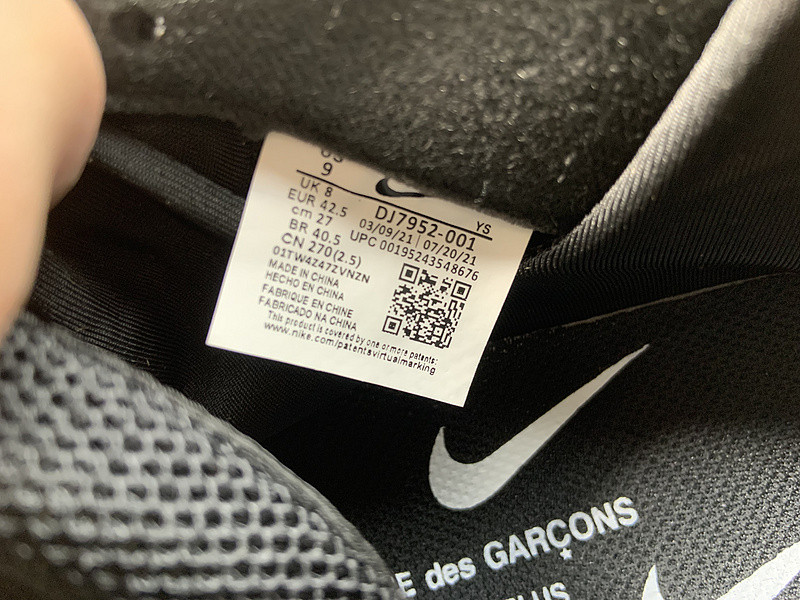 US
9
UK 8
EUR 42.5
cm 27
BR 40.5
CN 270(2.5)
01TW4Z47ZVNZN
MADE IN CHINA
HECHO EN CHINA
FABRIQUE EN CHINE
FABRICADO NA CHINA
This product is covered by one or more patents:
www.nike.com/patentsvirtualmarking
YS
DJ7952-001
03/09/21 | 07/20/21
UPC 00195243548676
E des GARÇONS
PLUS